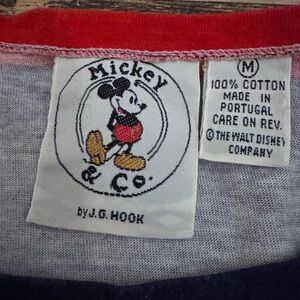 Mickey
& Co.
by J.G. HOOK
M
100% COTTON
MADE IN
PORTUGAL
CARE ON REV.
© THE WALT DISNEY
COMPANY